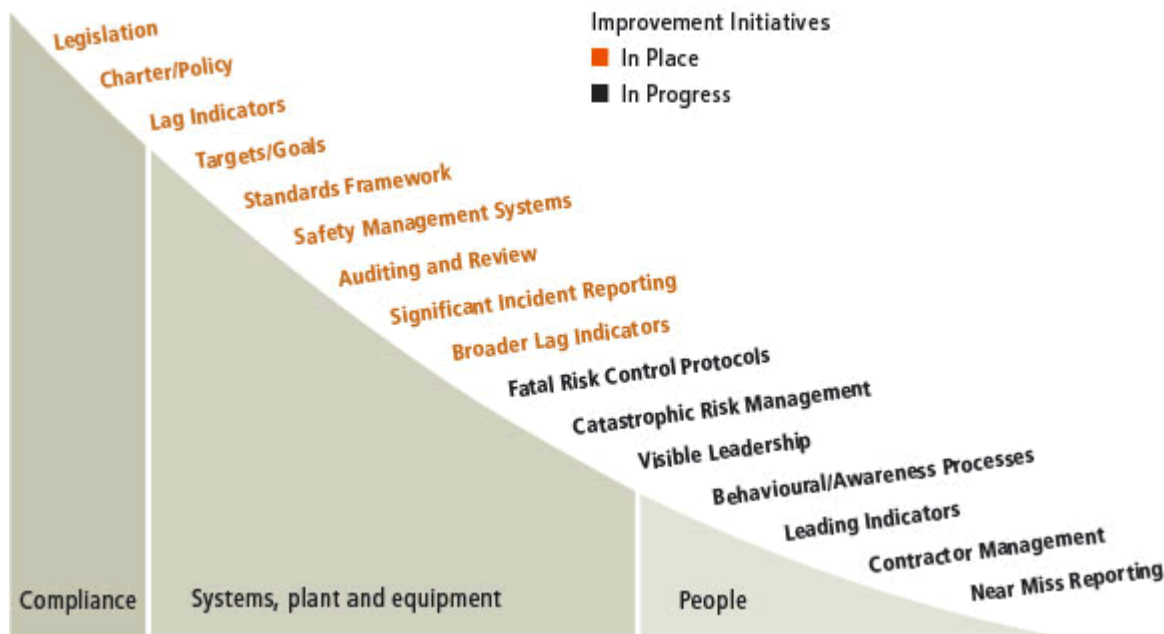 Improvement Initiatives
In Place
In Progress
Legislation
Charter/Policy
Lag Indicators
Targets/Goals
Standards Framework
Safety Management Systems
Auditing and Review
Significant Incident Reporting
Broader Lag Indicators
Fatal Risk Control Protocols
Catastrophic Risk Management
Visible Leadership
Behavioural/Awareness Processes
Leading Indicators
Contractor Management
Near Miss Reporting
Compliance
Systems, plant and equipment
People